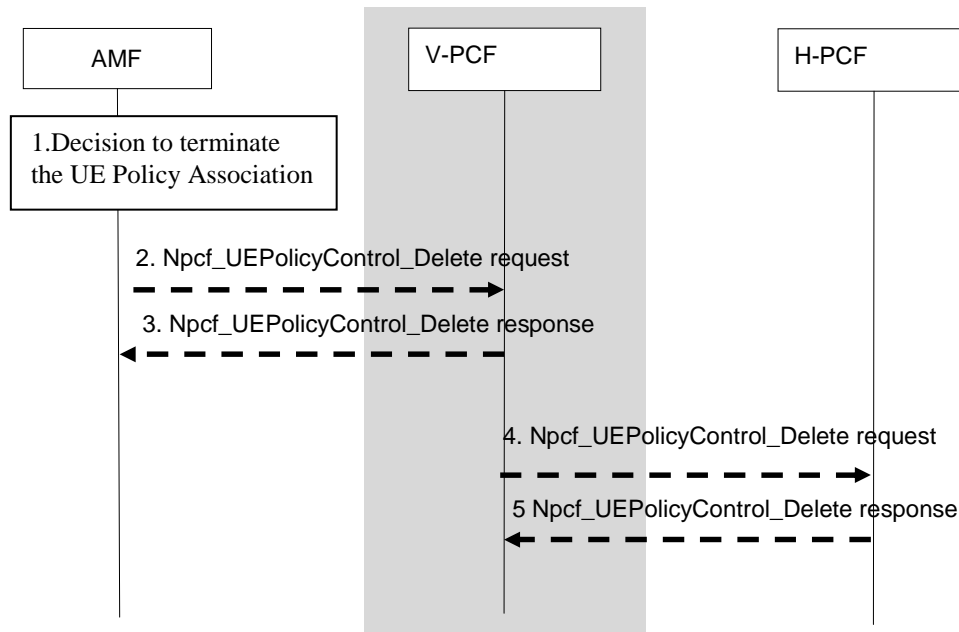 AMF
V-PCF
H-PCF
1.Decision to terminate
the UE Policy Association
2. Npcf_UEPolicyControl_Delete request
3. Npcf_UEPolicyControl_Delete response
4. Npcf_UEPolicyControl_Delete request
5 Npcf_UEPolicyControl_Delete response